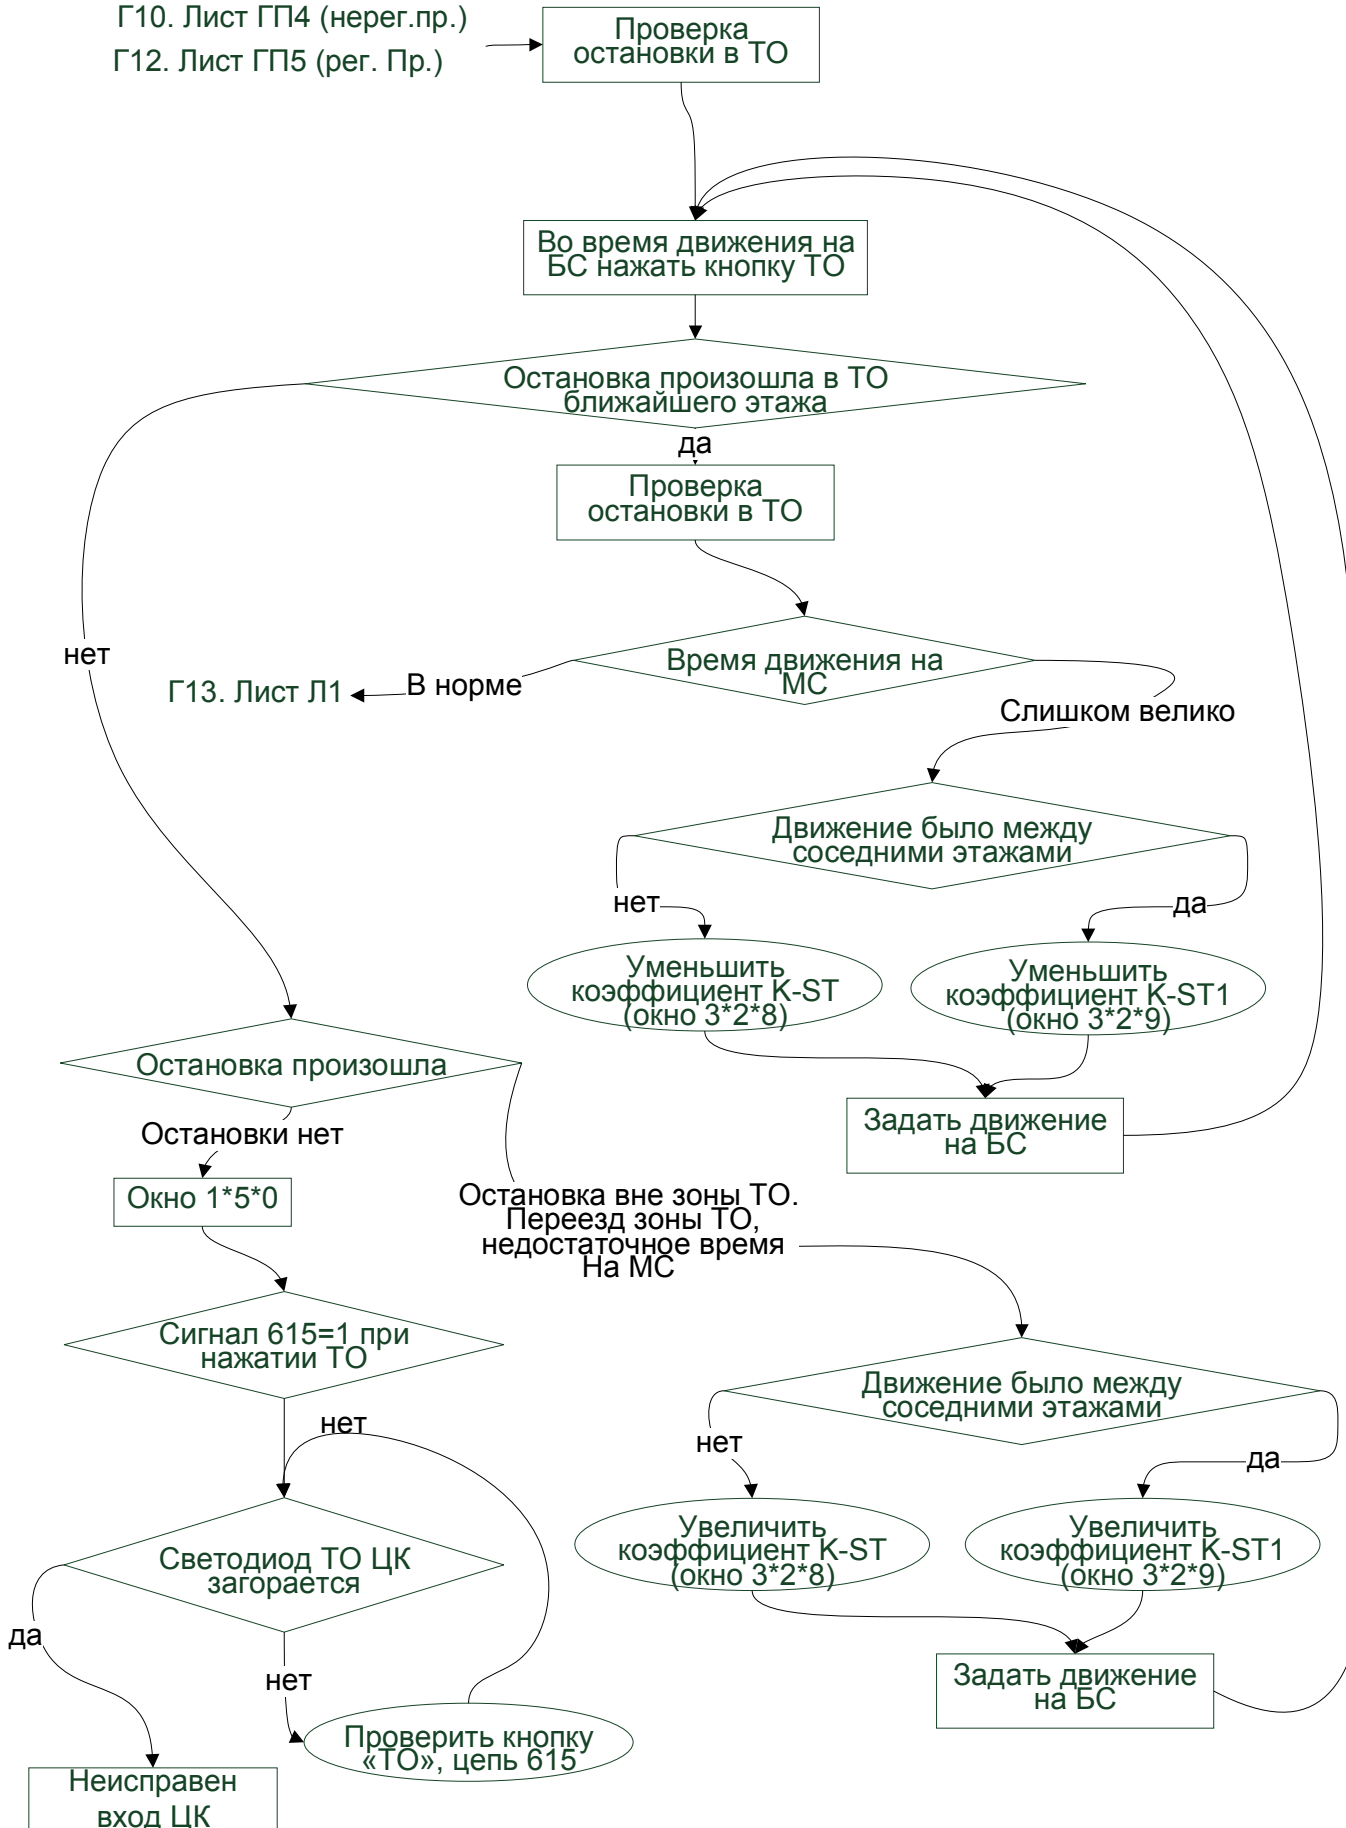 Г10. Лист ГП4 (нерег.пр.)
Г12. Лист ГП5 (рег. Пр.)
Проверка
остановки в ТО
Во время движения на
БС нажать кнопку ТО
Остановка произошла в ТО
ближайшего этажа
да
Проверка
остановки в ТО
нет
Время движения на
МС
В норме
Г13. Лист Л1
Слишком велико
Движение было между
соседними этажами
нет
да
Уменьшить
коэффициент K-ST
(окно 3*2*8)
Уменьшить
коэффициент K-ST1
(окно 3*2*9)
Задать движение
на БС
Остановка произошла
Остановки нет
Окно 1*5*0
Остановка вне зоны ТО.
Переезд зоны ТО,
недостаточное время
На МС
Сигнал 615=1 при
нажатии ТО
нет
Движение было между
соседними этажами
нет
да
Увеличить
коэффициент K-ST
(окно 3*2*8)
Увеличить
коэффициент K-ST1
(окно 3*2*9)
Задать движение
на БС
Светодиод ТО ЦК
загорается
да
нет
Проверить кнопку
«ТО», цепь 615
Неисправен
вход ЦК